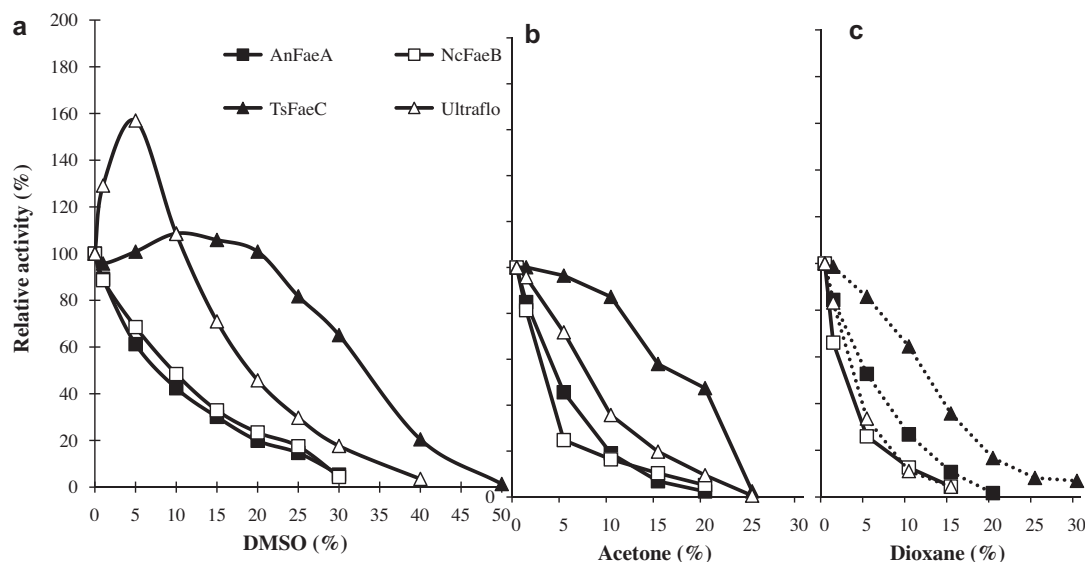 a
b
c
200
180
160
140
120
100
80
60
40
20
0
Relative activity (%)
AnFaeA
NcFaeB
TsFaeC
Ultraflo
0 5 10 15 20 25 30 35 40 45 50
DMSO (%)
0
0 5 10 15 20 25 30
Acetone (%)
0 5 10 15 20 25 30
Dioxane (%)